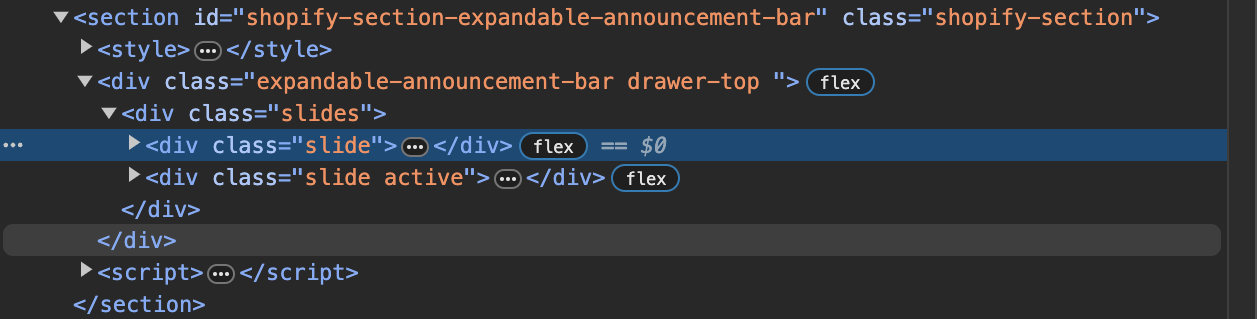 ▼<section id="shopify-section-expandable-announcement-bar" class="shopify-section">
▶<style>…</style>
▼<div class="expandable-announcement-bar drawer-top "> flex
▼<div class="slides">
… ▶<div class="slide">…</div> flex == $0
▶<div class="slide active">…</div> flex
</div>
</div>
▶<script>…</script>
</section>